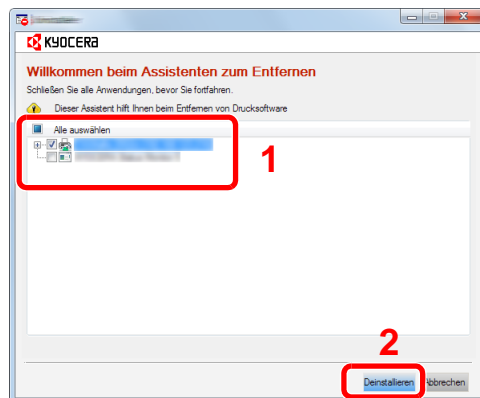 KYOCERA
Willkommen beim Assistenten zum Entfernen
Schließen Sie alle Anwendungen, bevor Sie fortfahren.
Dieser Assistent hilft Ihnen beim Entfernen von Drucksoftware
Alle auswählen
1
2
Deinstallieren Abbrechen